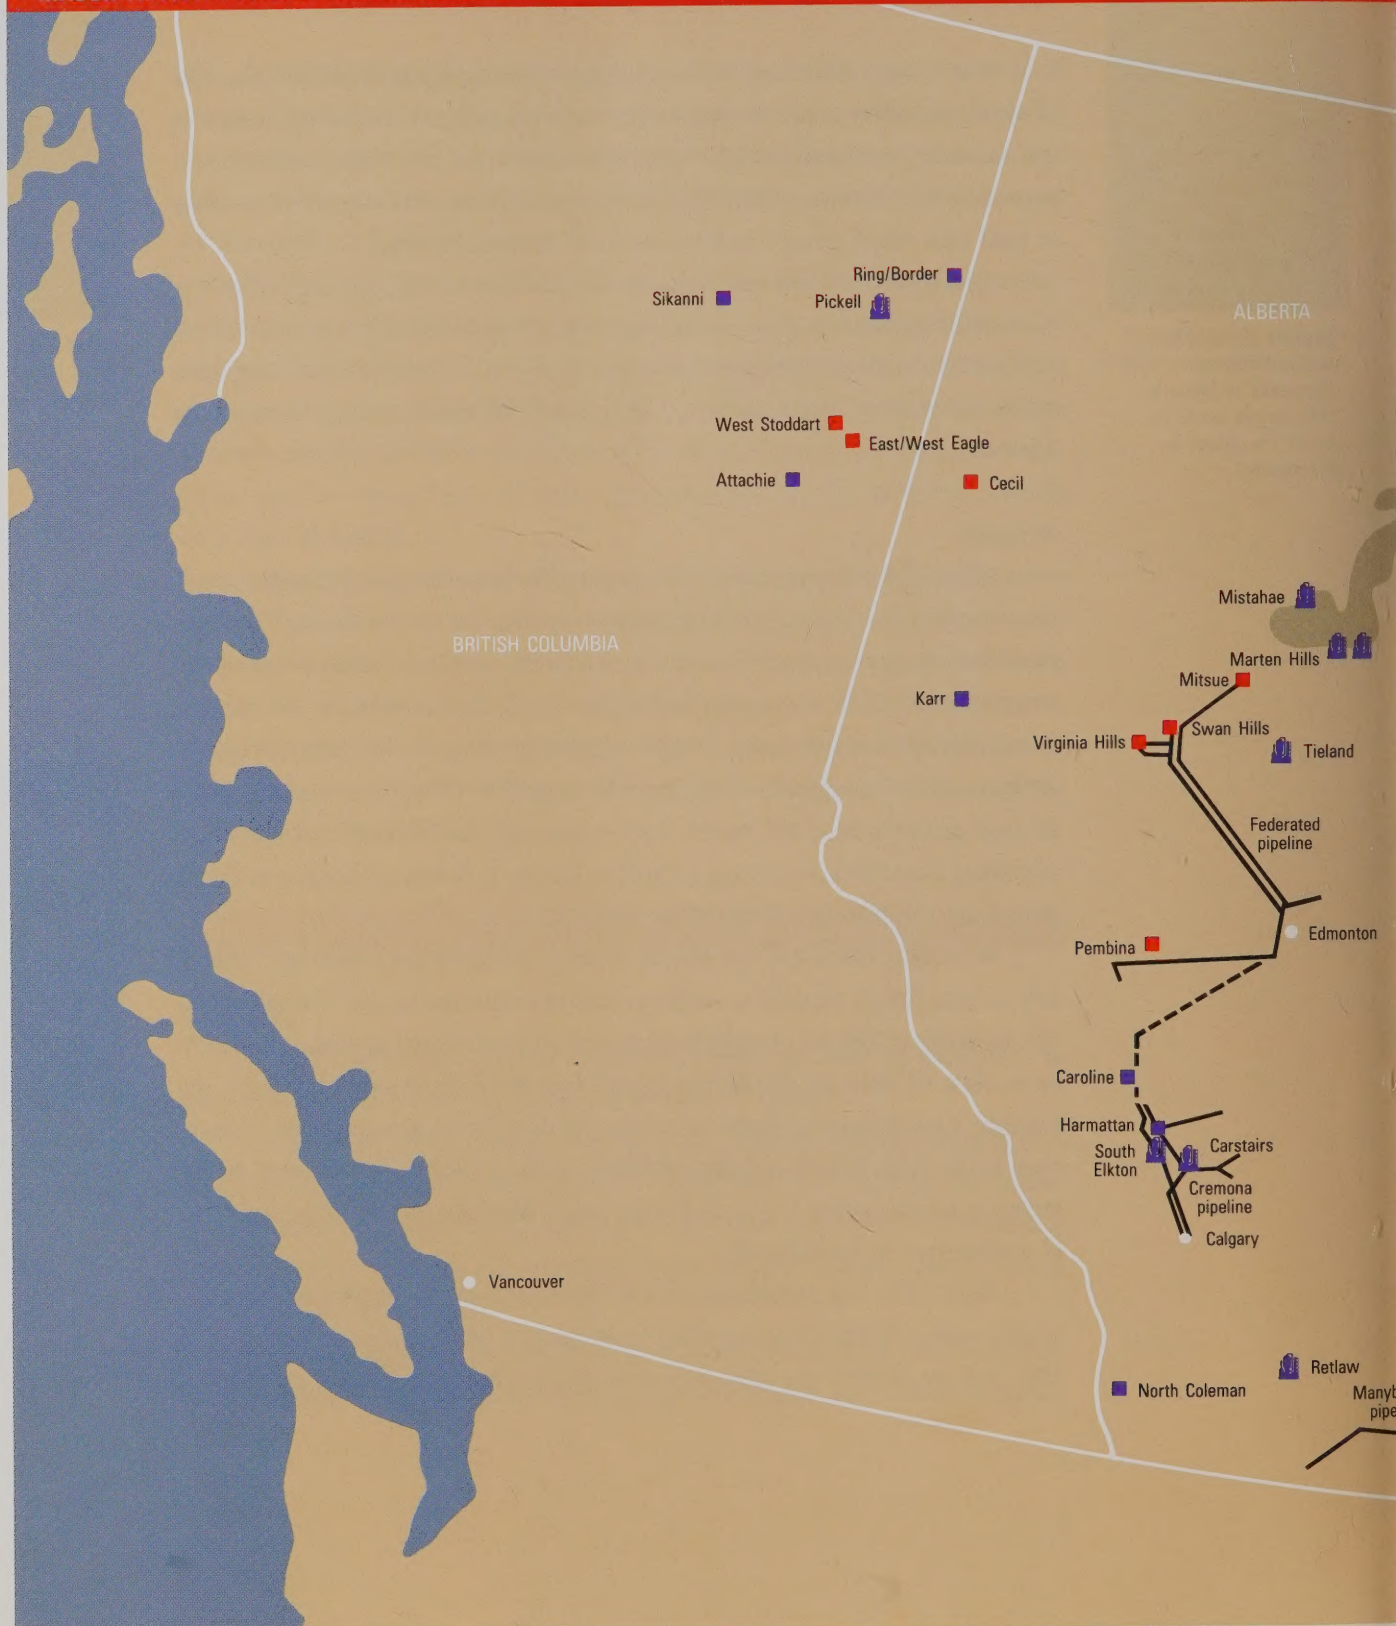 Ring/Border
Sikanni
Pickell
ALBERTA
West Stoddart
East/West Eagle
Attachie
Cecil
Mistahae
BRITISH COLUMBIA
Marten Hills
Mitsue
Karr
Swan Hills
Virginia Hills
Tieland
Federated
pipeline
Edmonton
Pembina
Caroline
Harmattan
South
Elkton
Carstairs
Cremona
pipeline
Calgary
Vancouver
Retlaw
North Coleman
Manyb
pipe